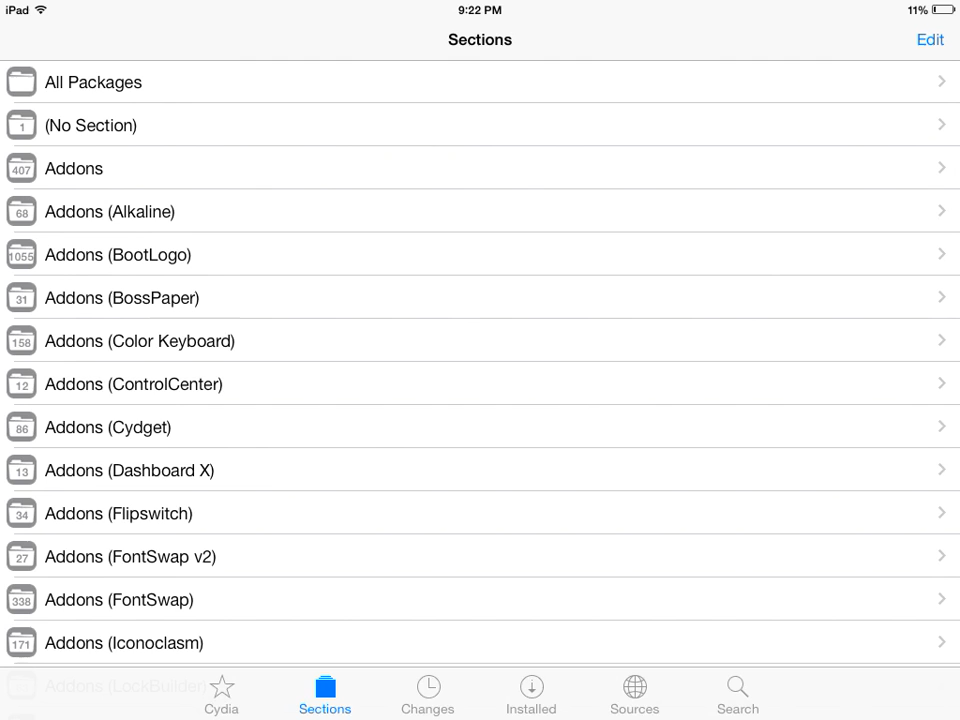 iPad 9:22 PM 11%
Sections Edit
All Packages
1 (No Section)
407 Addons
68 Addons (Alkaline)
1055 Addons (BootLogo)
31 Addons (BossPaper)
158 Addons (Color Keyboard)
12 Addons (ControlCenter)
86 Addons (Cydget)
13 Addons (Dashboard X)
34 Addons (Flipswitch)
27 Addons (FontSwap v2)
338 Addons (FontSwap)
171 Addons (Iconoclasm)
Addons (LockBuilder)
Cydia Sections Changes Installed Sources Search